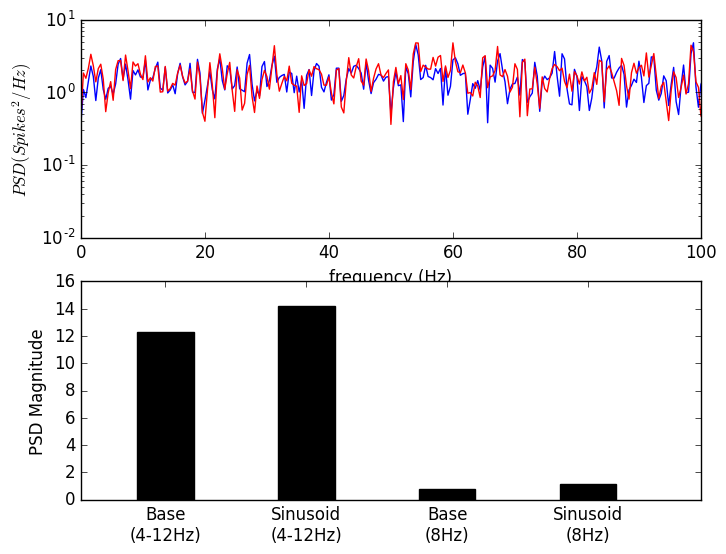 10^1
10^0
10^-1
10^-2
PSD(Spikes^2/Hz)
0 20 40 60 80 100
frequency (Hz)
16
14
12
10
8
6
4
2
0
PSD Magnitude
Base Sinusoid Base Sinusoid
(4-12Hz) (4-12Hz) (8Hz) (8Hz)